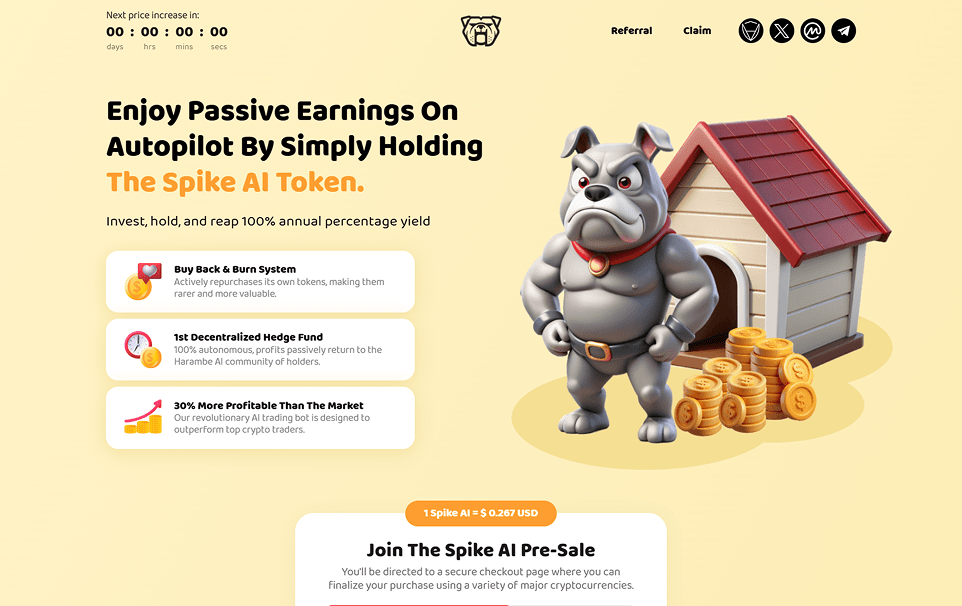 Next price increase in:
00 : 00 : 00 : 00
days hrs mins secs
Referral
Claim
Enjoy Passive Earnings On
Autopilot By Simply Holding
The Spike AI Token.
Invest, hold, and reap 100% annual percentage yield
Buy Back & Burn System
Actively repurchases its own tokens, making them
rarer and more valuable.
1st Decentralized Hedge Fund
100% autonomous, profits passively return to the
Harambe AI community of holders.
30% More Profitable Than The Market
Our revolutionary AI trading bot is designed to
outperform top crypto traders.
1 Spike AI = $ 0.267 USD
Join The Spike AI Pre-Sale
You'll be directed to a secure checkout page where you can
finalize your purchase using a variety of major cryptocurrencies.